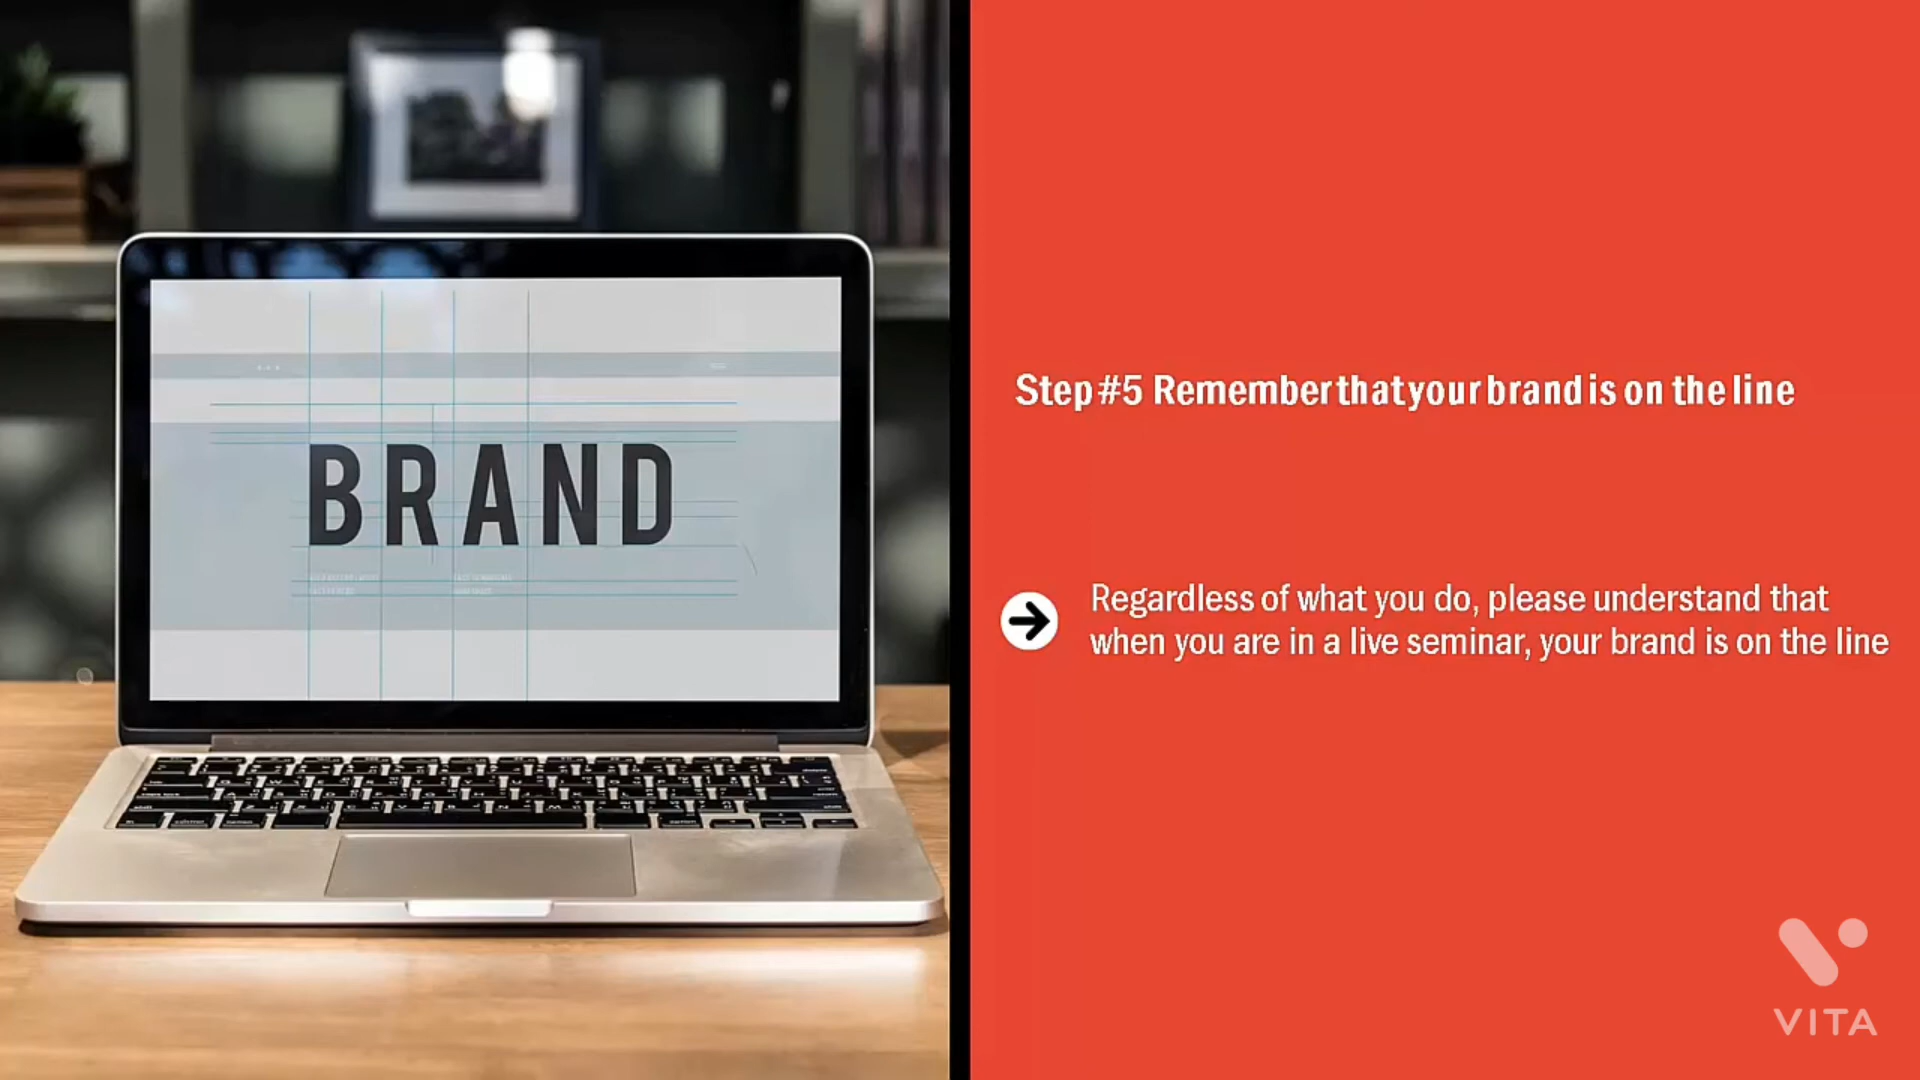 BRAND
Step #5 Remember that your brand is on the line
Regardless of what you do, please understand that
when you are in a live seminar, your brand is on the line
VITA